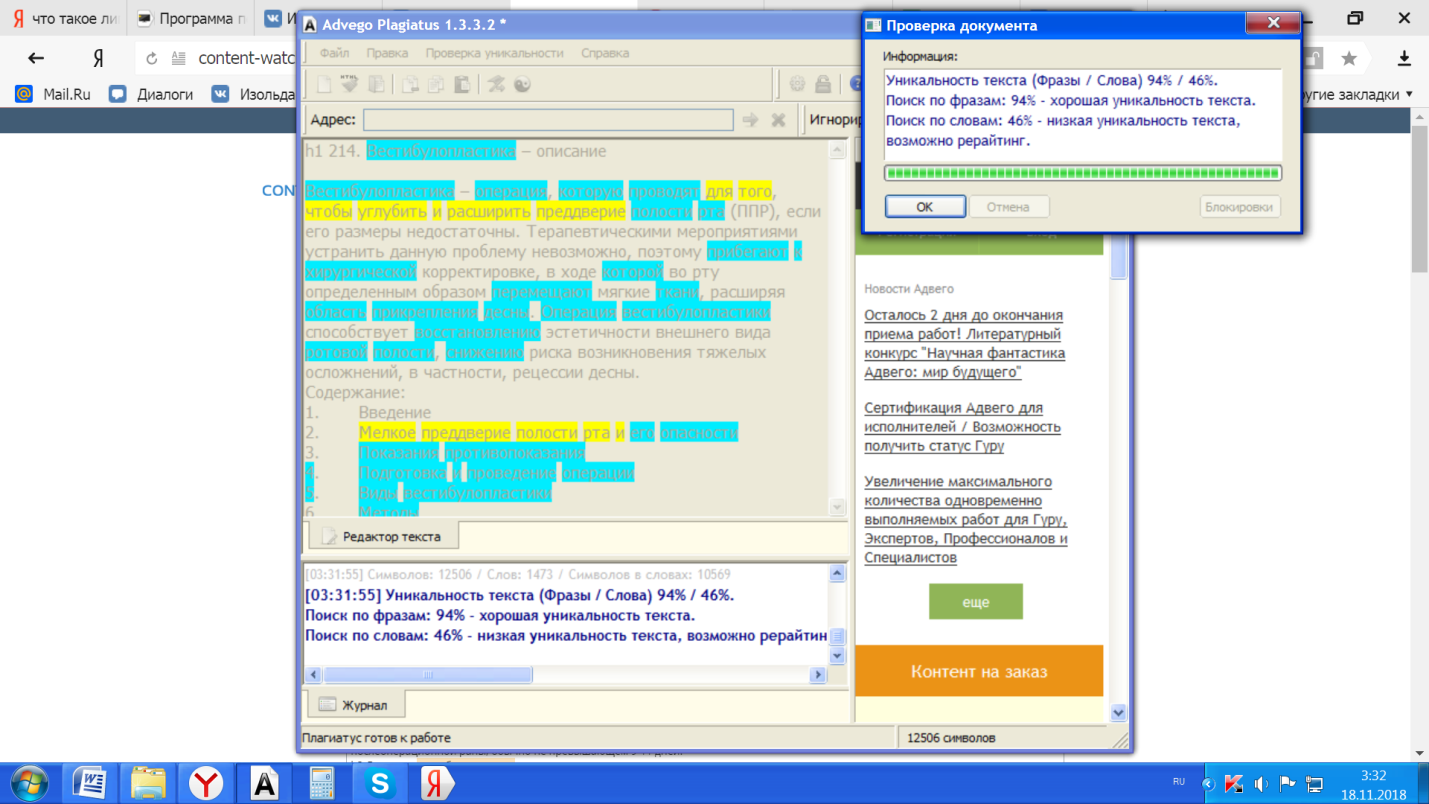 что такое ли
Программа п
И
Я
content-watc
Mail.Ru
Диалоги
Изольда
ругие закладки
CON
Advego Plagiatus 1.3.3.2 *
Файл Правка Проверка уникальности Справка
Адрес:
Игнорир
h1 214. Вестибулопластика – описание
Вестибулопластика – операция, которую проводят для того,
чтобы углубить и расширить преддверие полости рта (ППР), если
его размеры недостаточны. Терапевтическими мероприятиями
устранить данную проблему невозможно, поэтому прибегают к
хирургической корректировке, в ходе которой во рту
определенным образом перемещают мягкие ткани, расширяя
область прикрепления десны. Операция вестибулопластики
способствует восстановлению эстетичности внешнего вида
ротовой полости, снижению риска возникновения тяжелых
осложнений, в частности, рецессии десны.
Содержание:
1. Введение
2. Мелкое преддверие полости рта и его опасности
3. Показания противопоказания
4. Подготовка и проведение операции
5. Виды вестибулопластики
6. Методы
Редактор текста
[03:31:55] Символов: 12506 / Слов: 1473 / Символов в словах: 10569
[03:31:55] Уникальность текста (Фразы / Слова) 94% / 46%.
Поиск по фразам: 94% - хорошая уникальность текста.
Поиск по словам: 46% - низкая уникальность текста, возможно рерайтин
Журнал
Плагиатус готов к работе
12506 символов
Проверка документа
Информация:
Уникальность текста (Фразы / Слова) 94% / 46%.
Поиск по фразам: 94% - хорошая уникальность текста.
Поиск по словам: 46% - низкая уникальность текста,
возможно рерайтинг.
OK
Отмена
Блокировки
Новости Адвего
Осталось 2 дня до окончания
приема работ! Литературный
конкурс "Научная фантастика
Адвего: мир будущего"
Сертификация Адвего для
исполнителей / Возможность
получить статус Гуру
Увеличение максимального
количества одновременно
выполняемых работ для Гуру,
Экспертов, Профессионалов и
Специалистов
еще
Контент на заказ
RU
3:32
18.11.2018